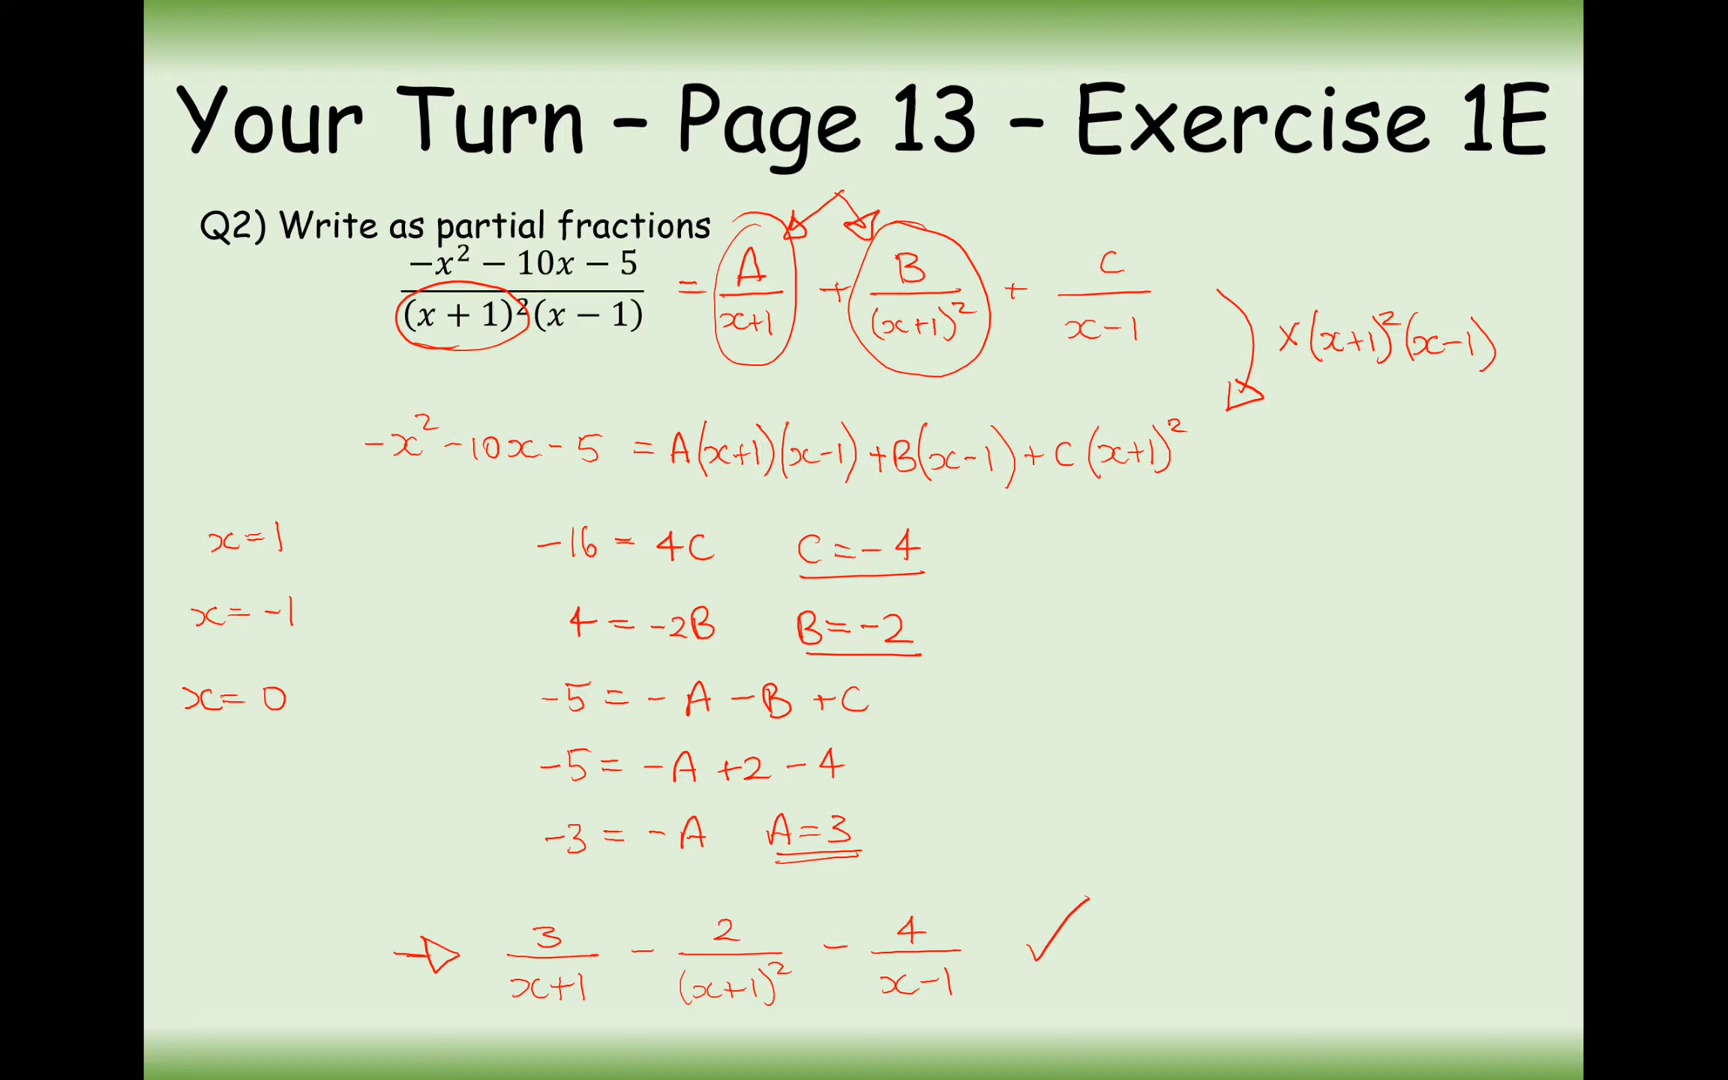 Your Turn – Page 13 – Exercise 1E
Q2) Write as partial fractions
(-x² - 10x - 5)/((x + 1)²(x - 1)) = A/(x+1) + B/(x+1)² + C/(x-1)
×(x+1)²(x-1)
-x² -10x - 5 = A(x+1)(x-1) + B(x-1) + C(x+1)²
x=1 -16 = 4C C = -4
x= -1 4 = -2B B= -2
x= 0 -5 = -A -B +C
-5 = -A +2 -4
-3 = -A A=3
→ 3/(x+1) - 2/(x+1)² - 4/(x-1) ✓